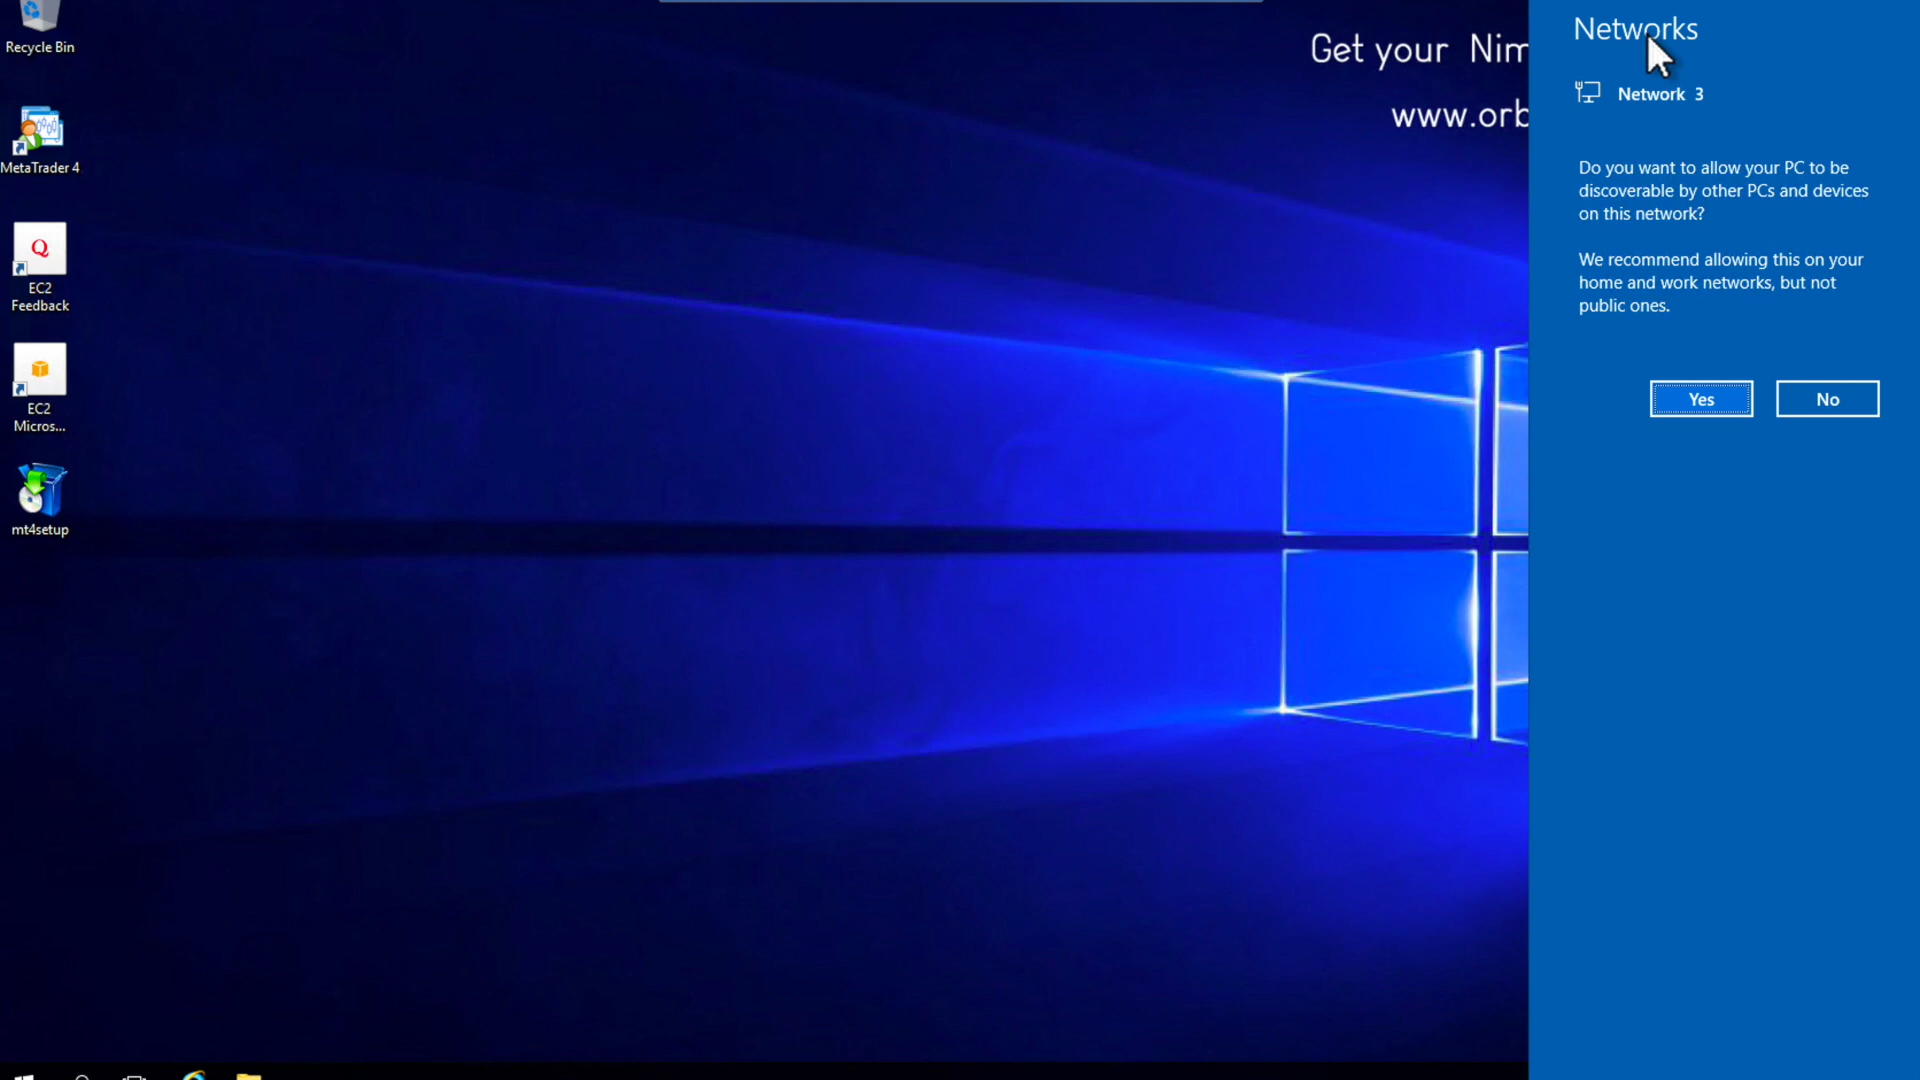 Recycle Bin
MetaTrader 4
Q
EC2
Feedback
EC2
Micros...
mt4setup
Get your Nim
www.orb
Networks
Network 3
Do you want to allow your PC to be
discoverable by other PCs and devices
on this network?
We recommend allowing this on your
home and work networks, but not
public ones.
Yes
No